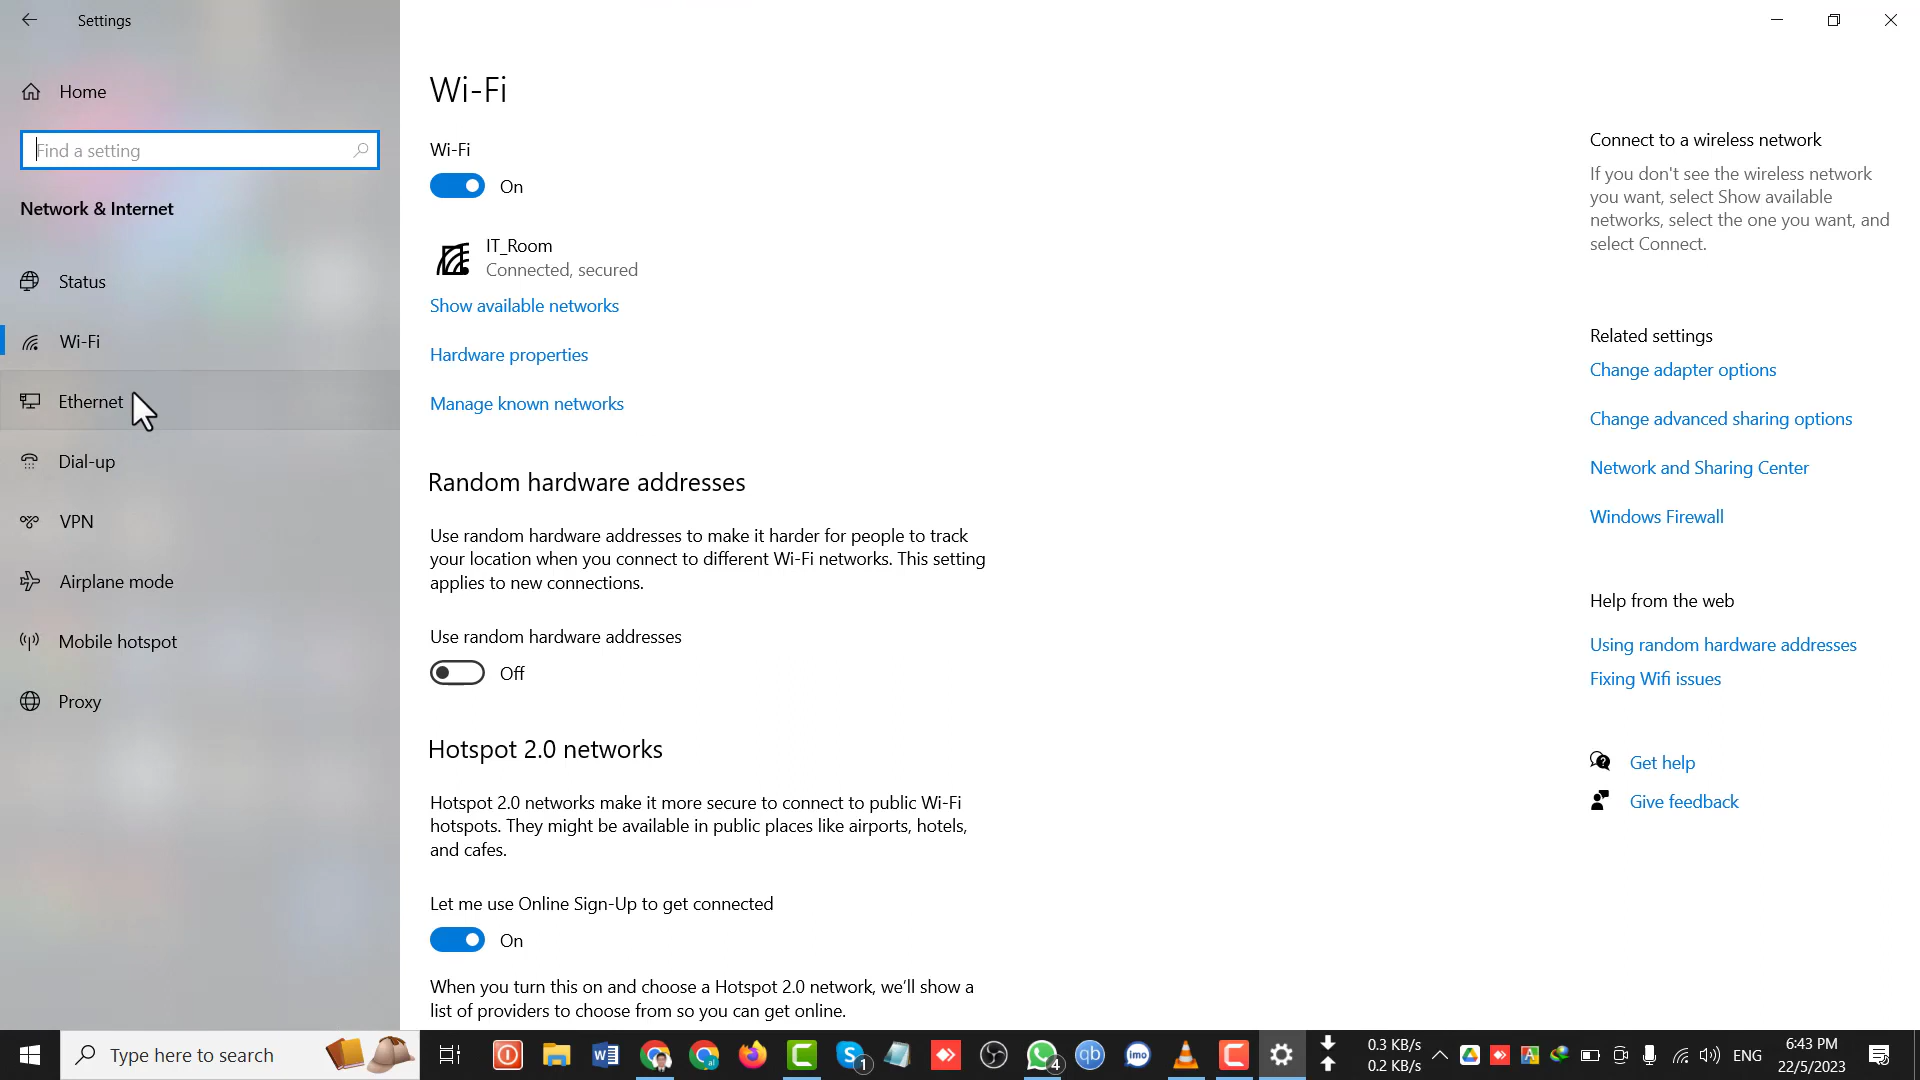 Settings
Home
Find a setting
Network & Internet
Status
Wi-Fi
Ethernet
Dial-up
VPN
Airplane mode
Mobile hotspot
Proxy
Wi-Fi
Wi-Fi
On
IT_Room
Connected, secured
Show available networks
Hardware properties
Manage known networks
Random hardware addresses
Use random hardware addresses to make it harder for people to track
your location when you connect to different Wi-Fi networks. This setting
applies to new connections.
Use random hardware addresses
Off
Hotspot 2.0 networks
Hotspot 2.0 networks make it more secure to connect to public Wi-Fi
hotspots. They might be available in public places like airports, hotels,
and cafes.
Let me use Online Sign-Up to get connected
On
When you turn this on and choose a Hotspot 2.0 network, we'll show a
list of providers to choose from so you can get online.
Connect to a wireless network
If you don't see the wireless network
you want, select Show available
networks, select the one you want, and
select Connect.
Related settings
Change adapter options
Change advanced sharing options
Network and Sharing Center
Windows Firewall
Help from the web
Using random hardware addresses
Fixing Wifi issues
Get help
Give feedback
Type here to search
W
ai
S 1
4
qb
imo
0.3 KB/s
0.2 KB/s
A
ENG
6:43 PM
22/5/2023